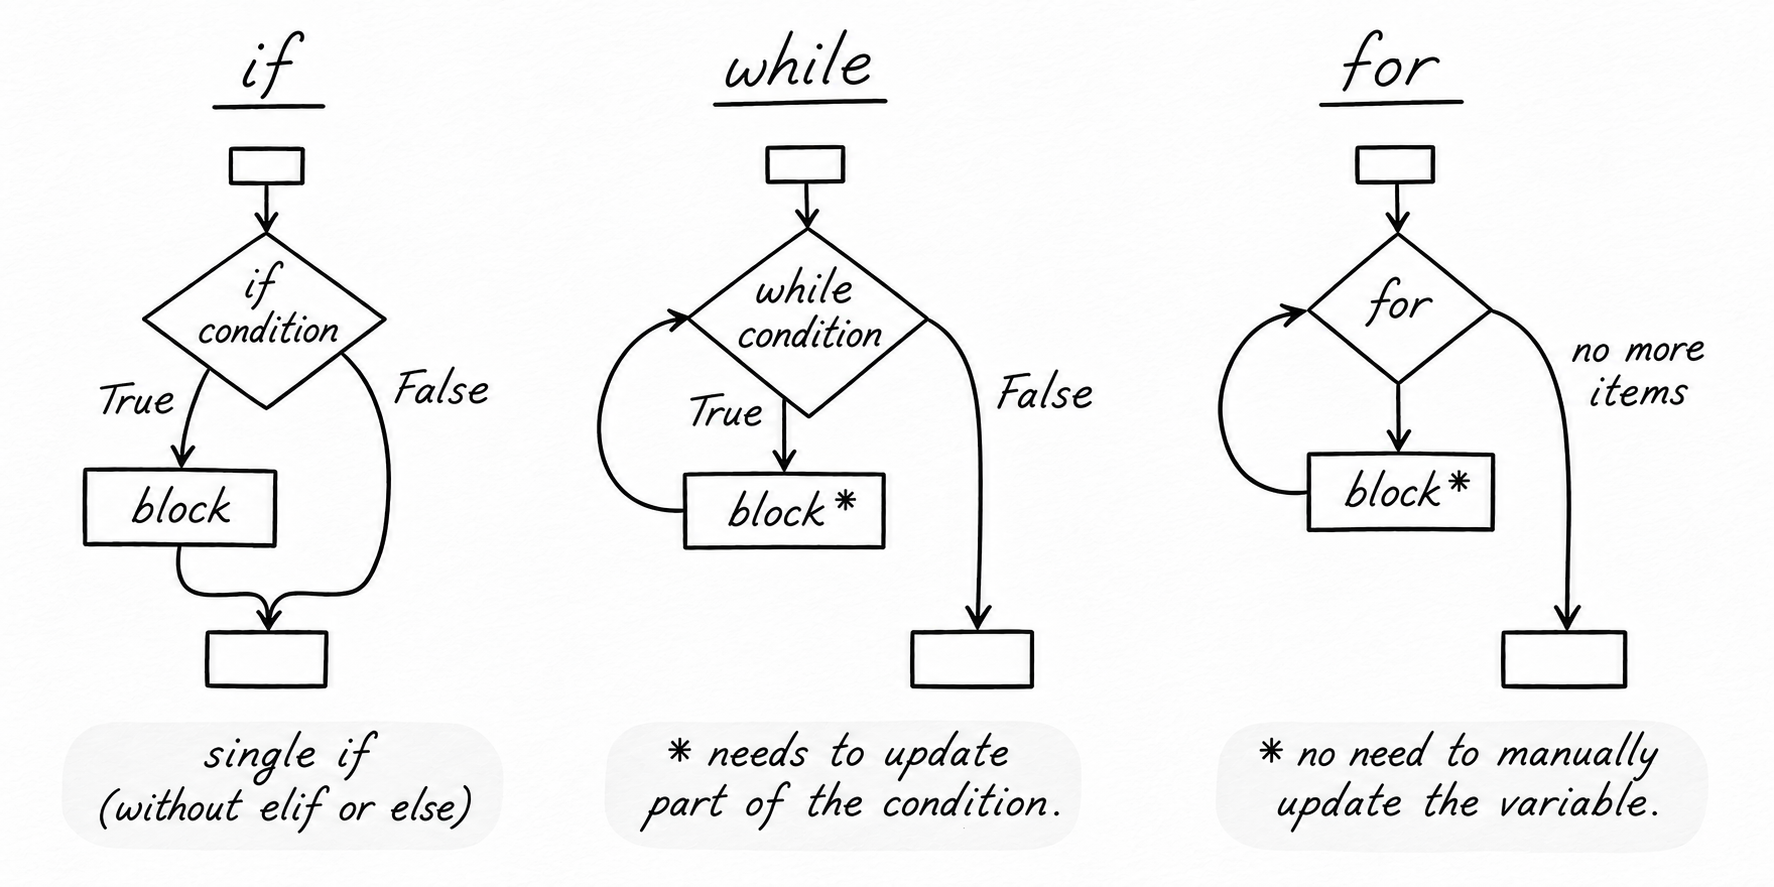 if
if
condition
True
False
block
single if
(without elif or else)
while
while
condition
True
False
block*
* needs to update
part of the condition.
for
for
no more
items
block*
* no need to manually
update the variable.